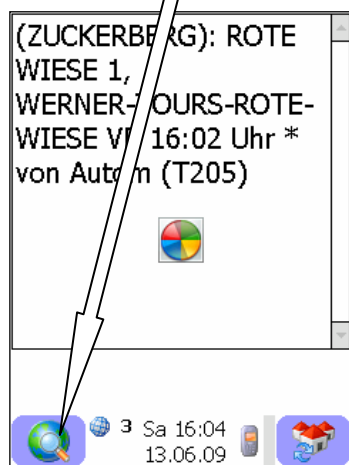 (ZUCKERBERG): ROTE
WIESE 1,
WERNER-TOURS-ROTE-
WIESE 16:02 Uhr *
von Autom (T205)
3 Sa 16:04
13.06.09